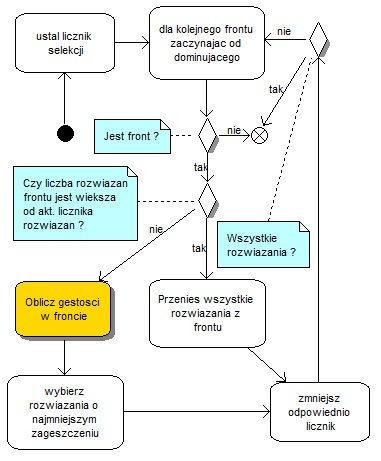 ustal licznik
selekcji
dla kolejnego frontu
zaczynajac od
dominujacego
nie
tak
Jest front ?
nie
tak
Czy liczba rozwiazan
frontu jest wieksza
od akt. licznika
rozwiazan ?
nie
tak
Wszystkie
rozwiazania ?
Oblicz gestosci
w froncie
Przenies wszystkie
rozwiazania z
frontu
wybierz
rozwiazania o
najmniejszym
zageszczeniu
zmniejsz
odpowiednio
licznik